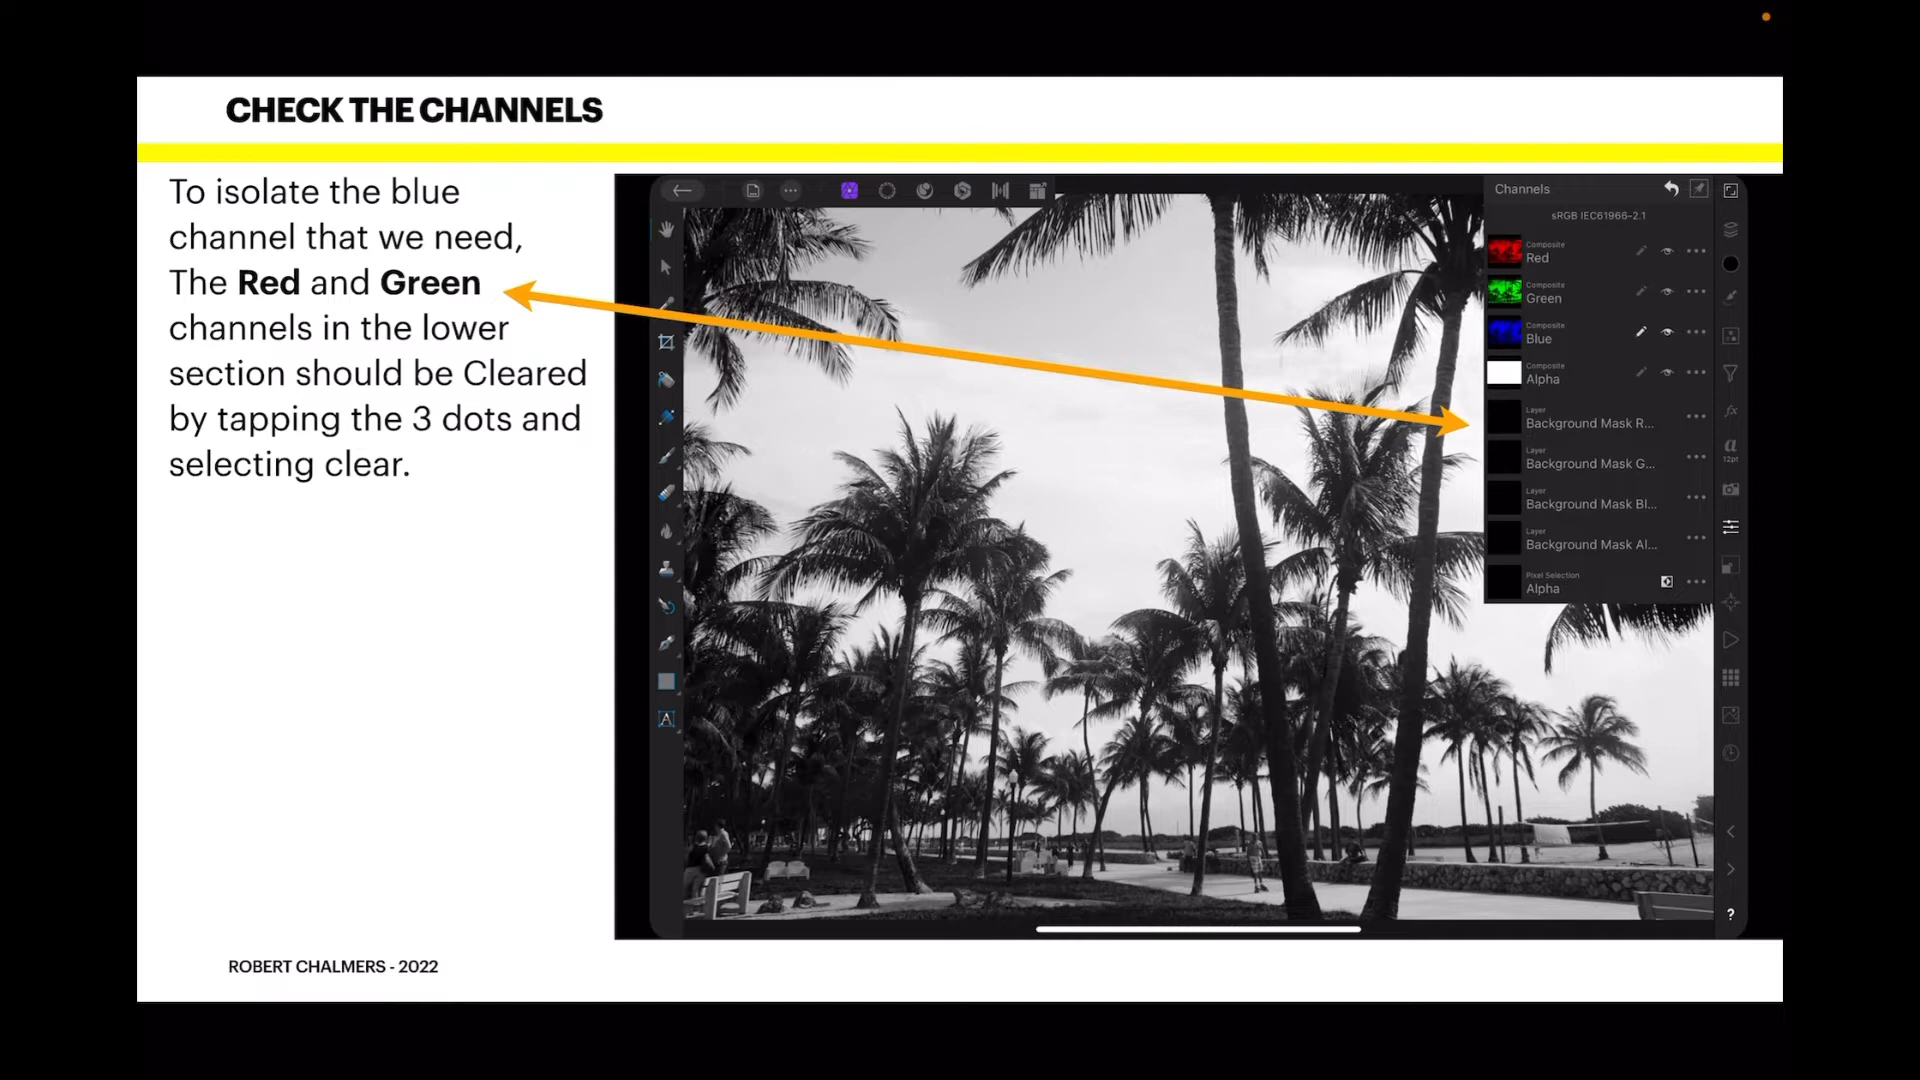 CHECK THE CHANNELS
To isolate the blue
channel that we need,
The Red and Green
channels in the lower
section should be Cleared
by tapping the 3 dots and
selecting clear.
Channels
sRGB IEC61966-2.1
Composite
Red
Composite
Green
Composite
Blue
Composite
Alpha
Layer
Background Mask R...
Layer
Background Mask G...
Layer
Background Mask Bl...
Layer
Background Mask Al...
Pixel Selection
Alpha
fx
a
12pt
A
?
ROBERT CHALMERS - 2022